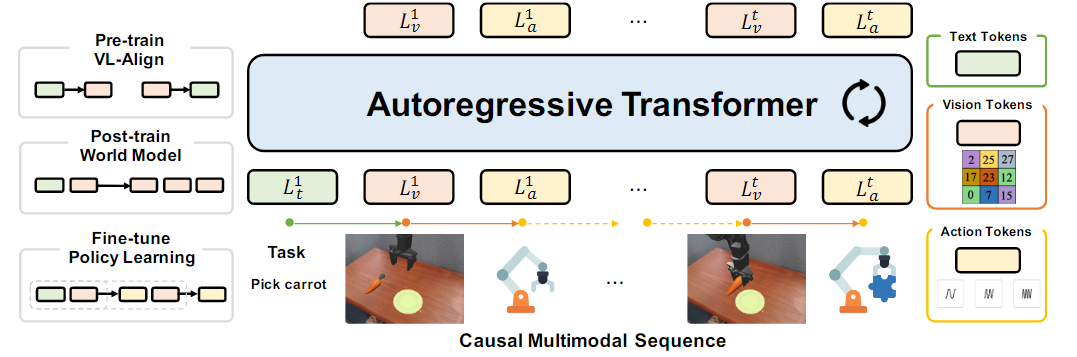 Pre-train
VL-Align
Post-train
World Model
Fine-tune
Policy Learning
L_v^1 L_a^1 ... L_v^t L_a^t
Autoregressive Transformer
L_t^1 L_v^1 L_a^1 ... L_v^t L_a^t
Task
Pick carrot
...
Causal Multimodal Sequence
Text Tokens
Vision Tokens
2 25 27
17 23 12
0 7 15
Action Tokens